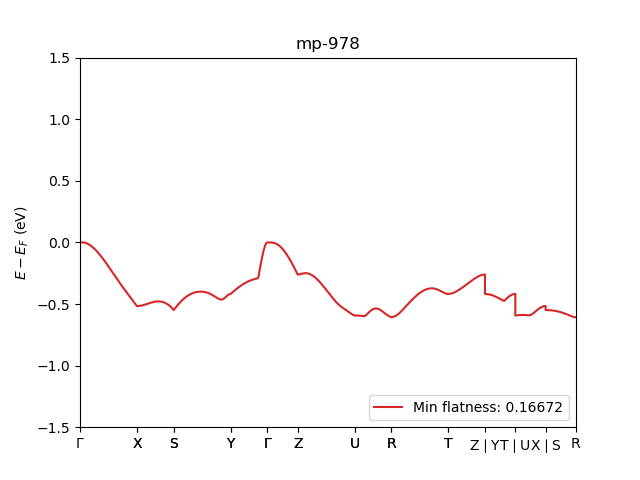 mp-978
1.5
1.0
0.5
0.0
−0.5
−1.0
−1.5
E − E_F (eV)
Min flatness: 0.16672
Γ X S Y Γ Z U R T Z | Y T | U X | S R